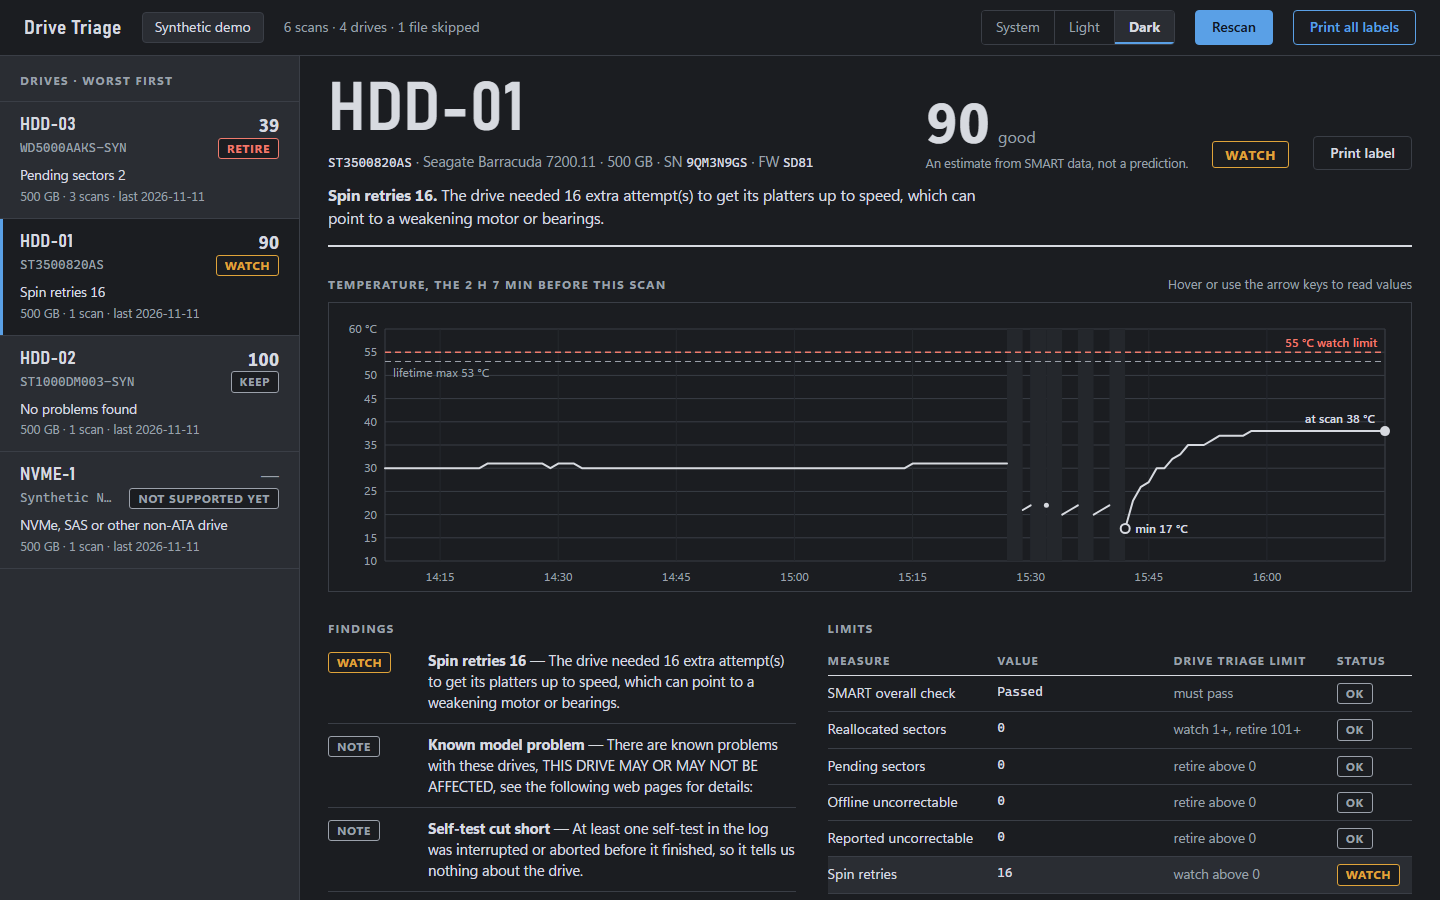 Drive Triage
Synthetic demo
6 scans · 4 drives · 1 file skipped
System
Light
Dark
Rescan
Print all labels
DRIVES · WORST FIRST
HDD-03
39
WD5000AAKS-SYN
RETIRE
Pending sectors 2
500 GB · 3 scans · last 2026-11-11
HDD-01
90
ST3500820AS
WATCH
Spin retries 16
500 GB · 1 scan · last 2026-11-11
HDD-02
100
ST1000DM003-SYN
KEEP
No problems found
500 GB · 1 scan · last 2026-11-11
NVME-1
—
Synthetic N…
NOT SUPPORTED YET
NVMe, SAS or other non-ATA drive
500 GB · 1 scan · last 2026-11-11
HDD-01
90 good
ST3500820AS · Seagate Barracuda 7200.11 · 500 GB · SN 9QM3N9GS · FW SD81
An estimate from SMART data, not a prediction.
WATCH
Print label
Spin retries 16. The drive needed 16 extra attempt(s) to get its platters up to speed, which can
point to a weakening motor or bearings.
TEMPERATURE, THE 2 H 7 MIN BEFORE THIS SCAN
Hover or use the arrow keys to read values
60 °C
55
50
45
40
35
30
25
20
15
10
55 °C watch limit
lifetime max 53 °C
at scan 38 °C
min 17 °C
14:15
14:30
14:45
15:00
15:15
15:30
15:45
16:00
FINDINGS
WATCH
Spin retries 16 — The drive needed 16 extra attempt(s)
to get its platters up to speed, which can point to a
weakening motor or bearings.
NOTE
Known model problem — There are known problems
with these drives, THIS DRIVE MAY OR MAY NOT BE
AFFECTED, see the following web pages for details:
NOTE
Self-test cut short — At least one self-test in the log
was interrupted or aborted before it finished, so it tells us
nothing about the drive.
LIMITS
MEASURE VALUE DRIVE TRIAGE LIMIT STATUS
SMART overall check Passed must pass OK
Reallocated sectors 0 watch 1+, retire 101+ OK
Pending sectors 0 retire above 0 OK
Offline uncorrectable 0 retire above 0 OK
Reported uncorrectable 0 retire above 0 OK
Spin retries 16 watch above 0 WATCH